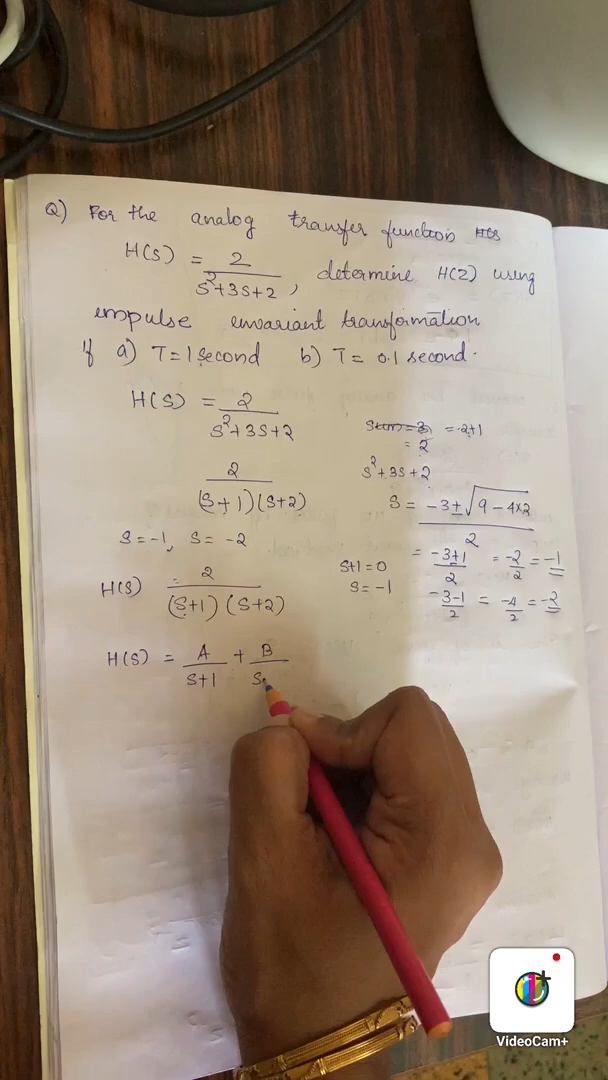 Q) For the analog transfer function H(s
H(S) = 2 / S²+3S+2 , determine H(Z) using
impulse invariant transformation
if a) T=1 second b) T= 0.1 second.
H(S) = 2 / S²+3S+2
= 2+1
= 2
S²+3S+2
2 / (S+1)(S+2)
S = -3±√9-4×2 / 2
S=-1, S=-2
= -3+1 / 2 = -2/2 = -1
S+1=0
S=-1
-3-1 / 2 = -4/2 = -2
H(S) = 2 / (S+1)(S+2)
H(S) = A / S+1 + B / S
VideoCam+